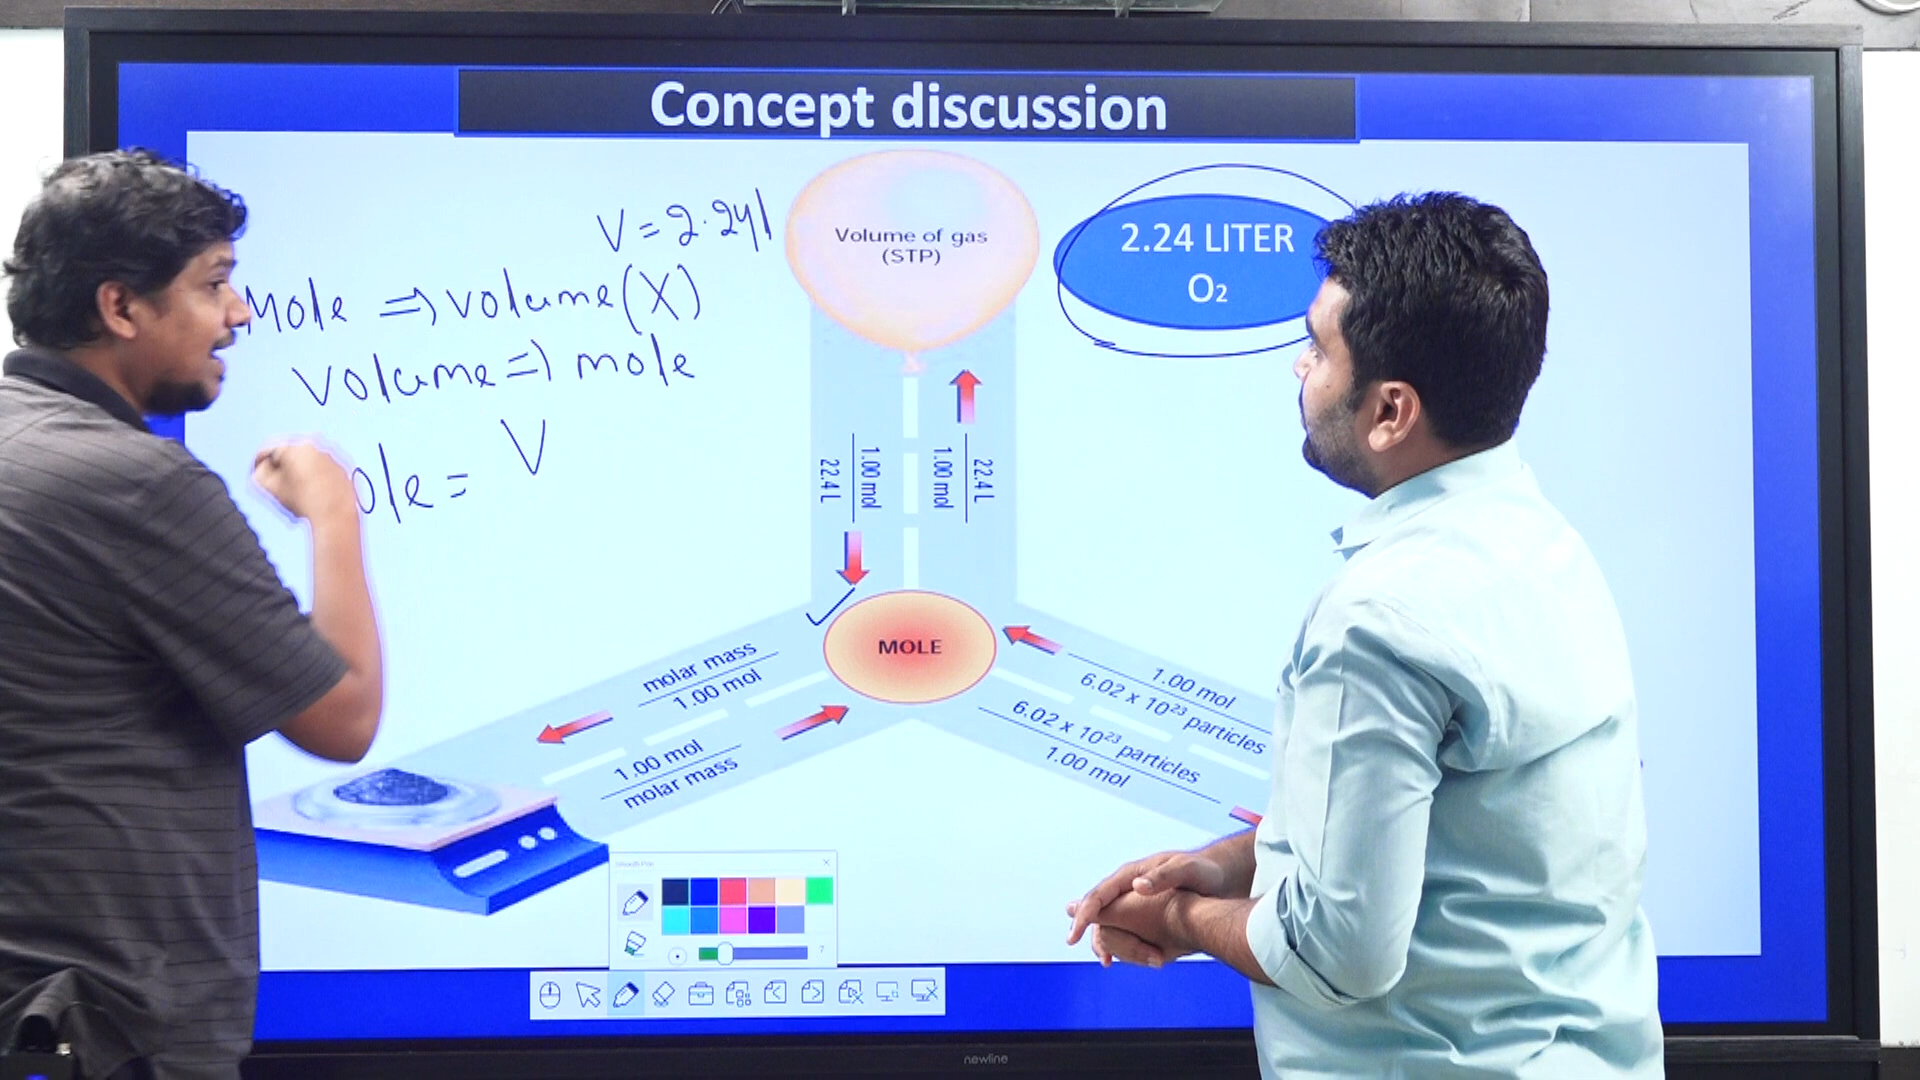 Concept discussion
V = 2.24l
Mole => volume (X)
volume => mole
ole = V
Volume of gas
(STP)
2.24 LITER
O₂
1.00 mol
22.4 L
22.4 L
1.00 mol
MOLE
molar mass
1.00 mol
1.00 mol
molar mass
1.00 mol
6.02 x 10²³ particles
6.02 x 10²³ particles
1.00 mol
7
newline